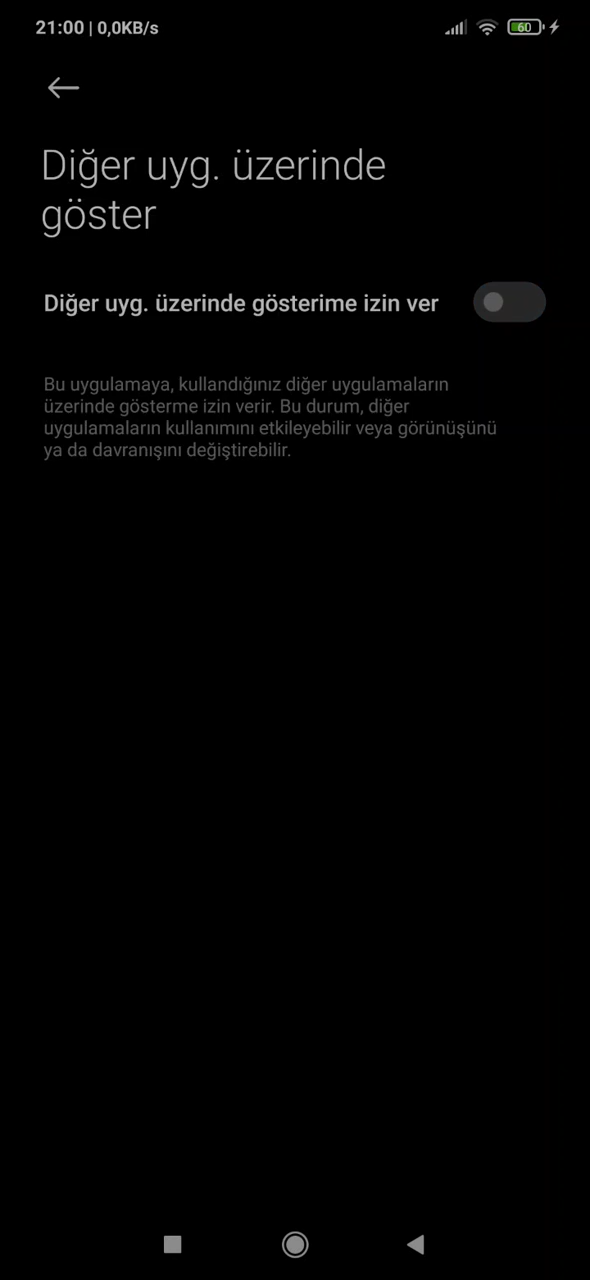 21:00 | 0,0KB/s
60
Diğer uyg. üzerinde
göster
Diğer uyg. üzerinde gösterime izin ver
Bu uygulamaya, kullandığınız diğer uygulamaların
üzerinde gösterme izin verir. Bu durum, diğer
uygulamaların kullanımını etkileyebilir veya görünüşünü
ya da davranışını değiştirebilir.